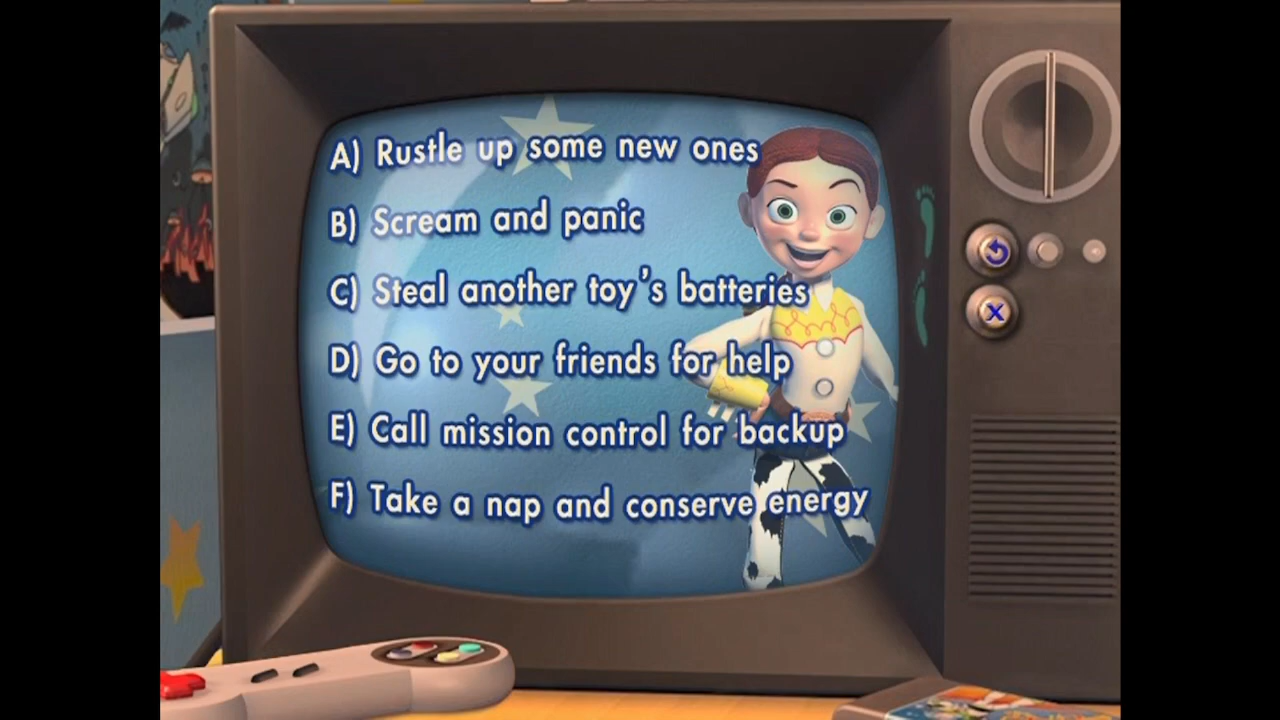 A) Rustle up some new ones
B) Scream and panic
C) Steal another toy's batteries
D) Go to your friends for help
E) Call mission control for backup
F) Take a nap and conserve energy